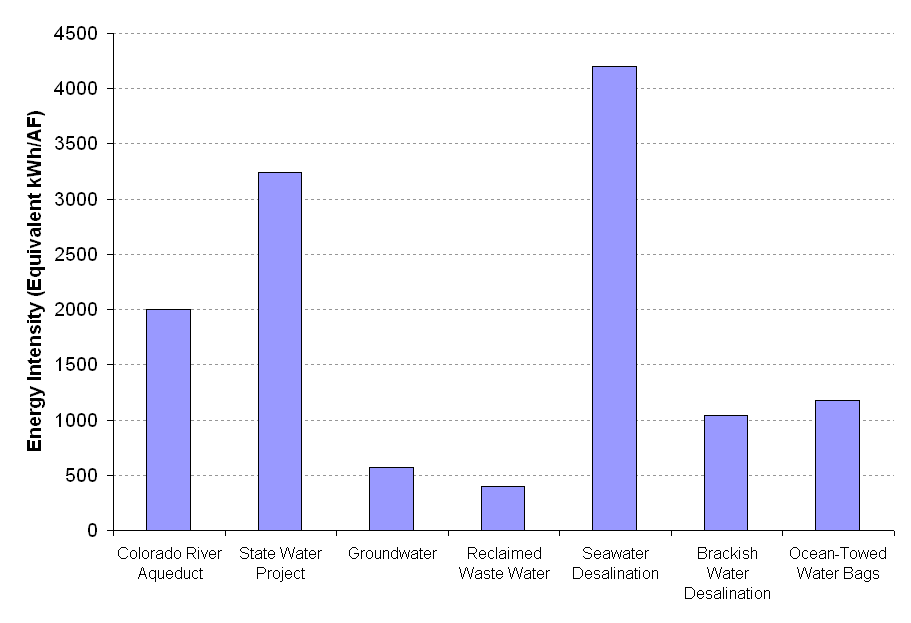 4500
4000
3500
3000
2500
2000
1500
1000
500
0
Energy Intensity (Equivalent kWh/AF)
Colorado River
Aqueduct
State Water
Project
Groundwater
Reclaimed
Waste Water
Seawater
Desalination
Brackish
Water
Desalination
Ocean-Towed
Water Bags